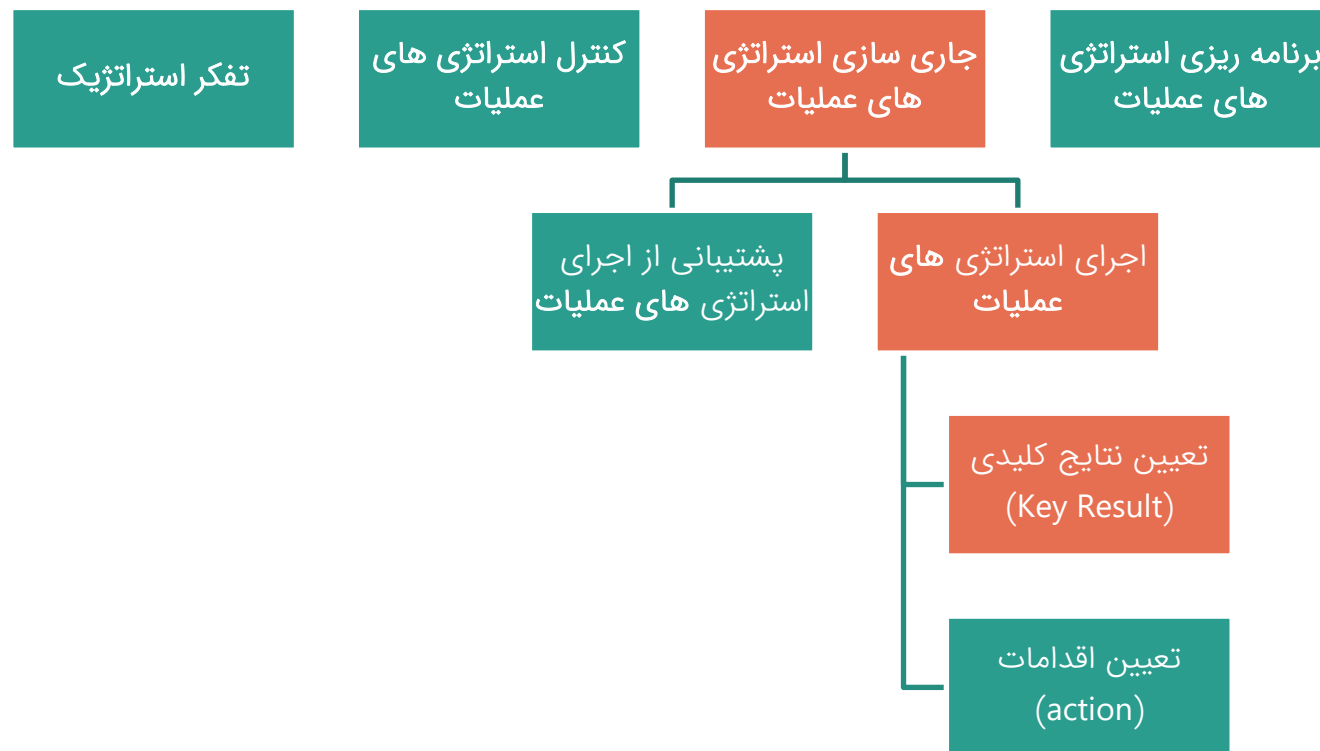 برنامه ریزی استراتژی
های عملیات
جاری سازی استراتژی
های عملیات
کنترل استراتژی های
عملیات
تفکر استراتژیک
اجرای استراتژی های
عملیات
پشتیبانی از اجرای
استراتژی های عملیات
تعیین نتایج کلیدی
(Key Result)
تعیین اقدامات
(action)